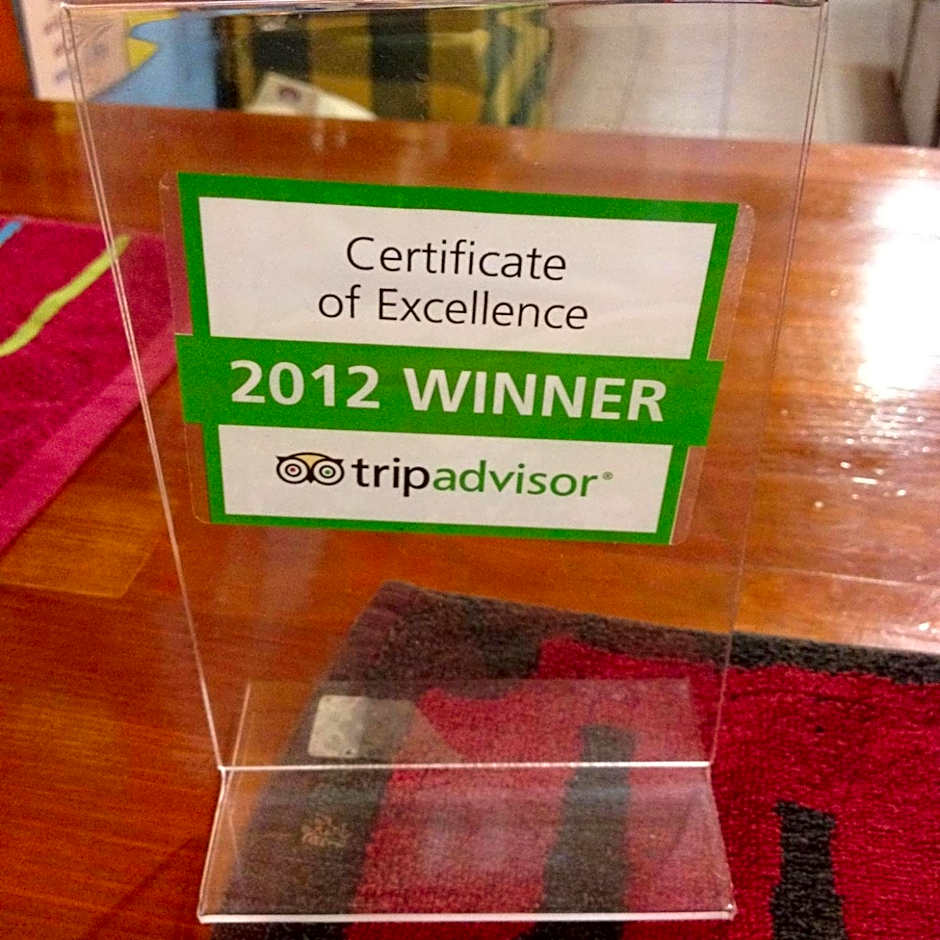 Certificate
of Excellence
2012 WINNER
tripadvisor®